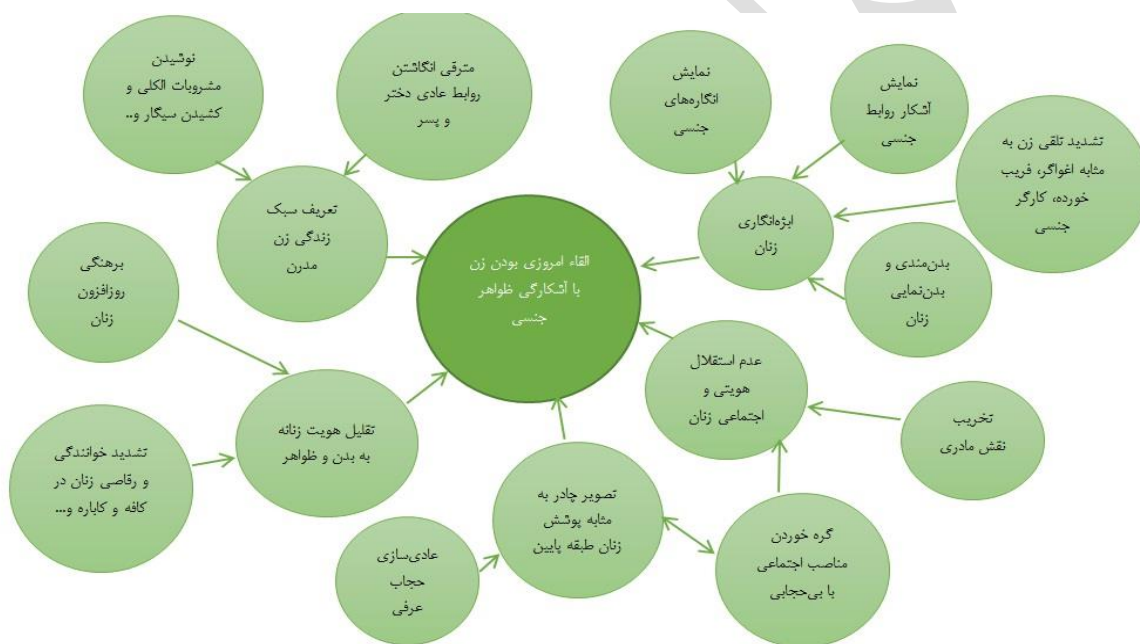 نوشیدن
مشروبات الکلی و
کشیدن سیگار و..
مترقی انگاشتن
روابط عادی دختر
و پسر
نمایش
انگاره‌های
جنسی
نمایش
آشکار روابط
جنسی
تشدید تلقی زن به
مثابه اغواگر، فریب
خورده، کارگر
جنسی
تعریف سبک
زندگی زن
مدرن
ابژه‌انگاری
زنان
برهنگی
روزافزون
زنان
القاء امروزی بودن زن
با آشکارگی ظواهر
جنسی
بدن‌مندی و
بدن‌نمایی
زنان
عدم استقلال
هویتی و
اجتماعی زنان
تخریب
نقش مادری
تقلیل هویت زنانه
به بدن و ظواهر
تشدید خوانندگی
و رقاصی زنان در
کافه و کاباره و...
تصویر چادر به
مثابه پوشش
زنان طبقه پایین
گره خوردن
مناصب اجتماعی
با بی‌حجابی
عادی‌سازی
حجاب
عرفی